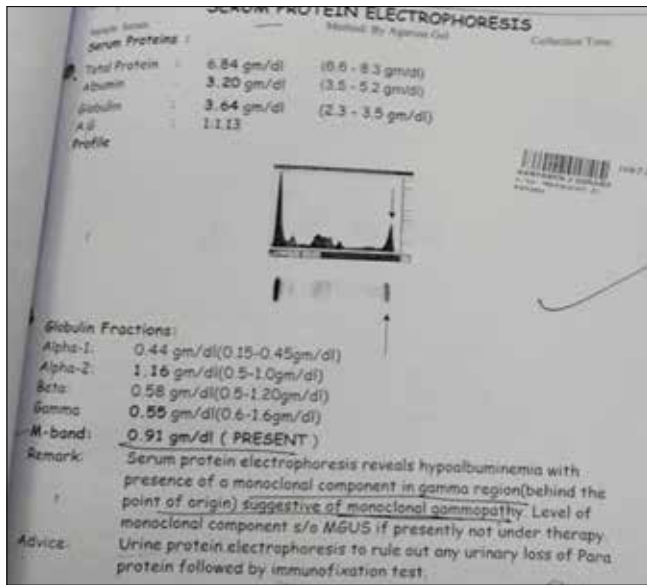 SERUM PROTEIN ELECTROPHORESIS
Method: By Agarose Gel
Collection Time:
Serum Proteins :
Total Protein : 6.84 gm/dl (6.6 - 8.3 gm/dl)
Albumin : 3.20 gm/dl (3.5 - 5.2 gm/dl)
Globulin : 3.64 gm/dl (2.3 - 3.5 gm/dl)
A:G : 1:1.13
Profile
Globulin Fractions:
Alpha-1: 0.44 gm/dl(0.15-0.45gm/dl)
Alpha-2: 1.16 gm/dl(0.5-1.0gm/dl)
Beta: 0.58 gm/dl(0.5-1.20gm/dl)
Gamma 0.55 gm/dl(0.6-1.6gm/dl)
M-band: 0.91 gm/dl ( PRESENT )
Remark: Serum protein electrophoresis reveals hypoalbuminemia with
presence of a monoclonal component in gamma region(behind the
point of origin) suggestive of monoclonal gammopathy. Level of
monoclonal component s/o MGUS if presently not under therapy.
Advice: Urine protein electrophoresis to rule out any urinary loss of Para
protein followed by immunofixation test.